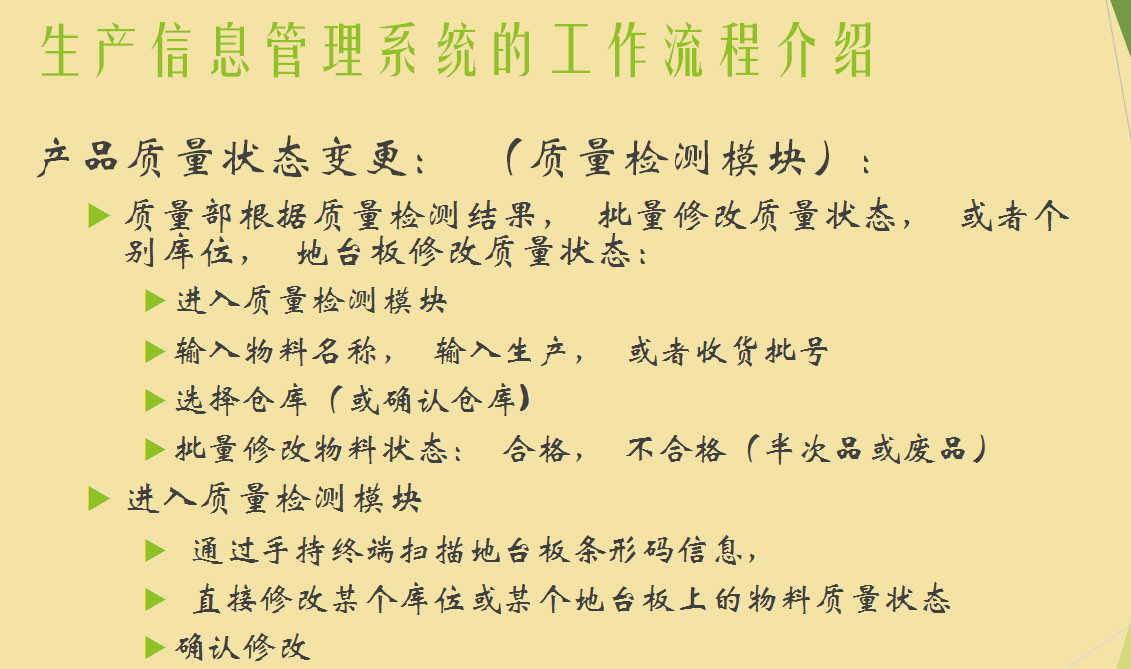 生产信息管理系统的工作流程介绍
产品质量状态变更： （质量检测模块）：
质量部根据质量检测结果， 批量修改质量状态， 或者个
别库位， 地台板修改质量状态：
进入质量检测模块
输入物料名称， 输入生产， 或者收货批号
选择仓库（或确认仓库)
批量修改物料状态： 合格， 不合格（半次品或废品）
进入质量检测模块
通过手持终端扫描地台板条形码信息，
直接修改某个库位或某个地台板上的物料质量状态
确认修改